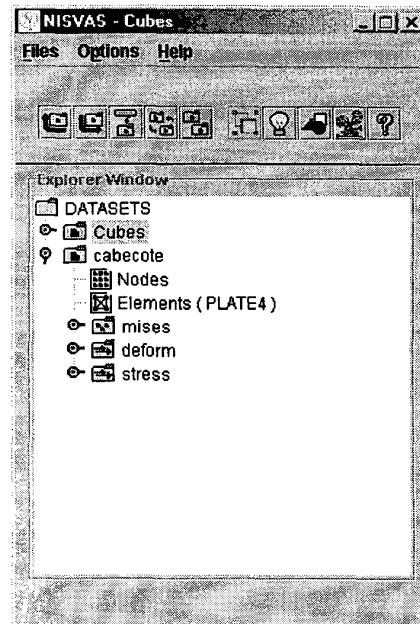 NISVAS - Cubes
Files Options Help
Explorer Window
DATASETS
Cubes
cabecote
Nodes
Elements ( PLATE4 )
mises
deform
stress